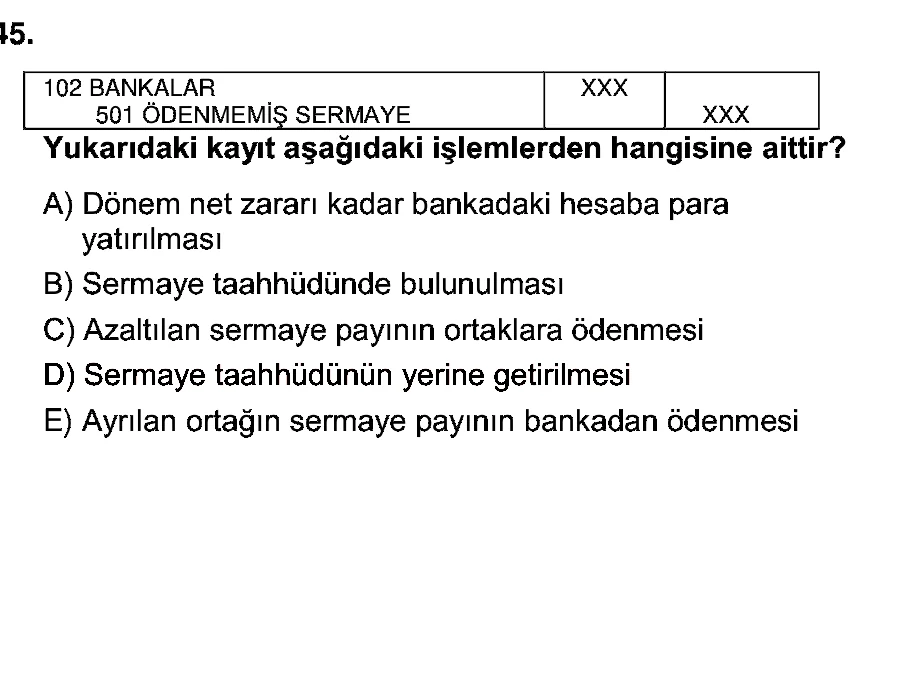 45.
102 BANKALAR XXX
501 ÖDENMEMİŞ SERMAYE XXX
Yukarıdaki kayıt aşağıdaki işlemlerden hangisine aittir?
A) Dönem net zararı kadar bankadaki hesaba para
yatırılması
B) Sermaye taahhüdünde bulunulması
C) Azaltılan sermaye payının ortaklara ödenmesi
D) Sermaye taahhüdünün yerine getirilmesi
E) Ayrılan ortağın sermaye payının bankadan ödenmesi